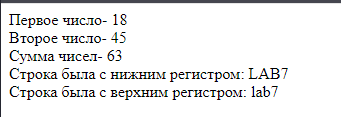 Первое число- 18
Второе число- 45
Сумма чисел- 63
Строка была с нижним регистром: LAB7
Строка была с верхним регистром: lab7